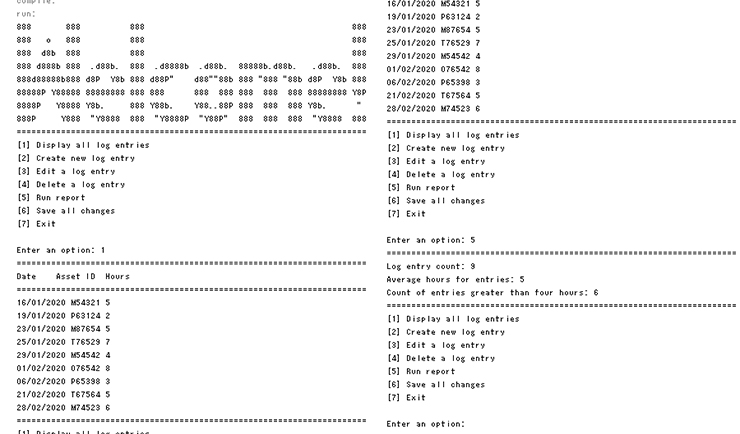 compile:
run:
888      888          888                               888
888      888          888                               888
888  o  888          888                               888
888 d8b 888          888                               888
888 d888b 888  .d88b.  888  .d8888b  .d88b.  88888b.d88b.  .d88b.  888
888d88888b888 d8P  Y8b 888 d88P"    d88""88b 888 "888 "88b d8P  Y8b 888
88888P Y88888 88888888 888 888      888  888 888  888  888 88888888 Y8P
8888P   Y8888 Y8b.     888 Y88b.    Y88..88P 888  888  888 Y8b.      "
888P     Y888  "Y8888  888  "Y8888P  "Y88P"  888  888  888  "Y8888  888
[1] Display all log entries
[2] Create new log entry
[3] Edit a log entry
[4] Delete a log entry
[5] Run report
[6] Save all changes
[7] Exit
Enter an option: 1
Date    Asset ID  Hours
16/01/2020 M54321 5
19/01/2020 P63124 2
23/01/2020 M87654 5
25/01/2020 T76529 7
29/01/2020 M54542 4
01/02/2020 O76542 8
06/02/2020 P65398 3
21/02/2020 T67564 5
28/02/2020 M74523 6
[1] Display all log entries
16/01/2020 M54321 5
19/01/2020 P63124 2
23/01/2020 M87654 5
25/01/2020 T76529 7
29/01/2020 M54542 4
01/02/2020 O76542 8
06/02/2020 P65398 3
21/02/2020 T67564 5
28/02/2020 M74523 6
[1] Display all log entries
[2] Create new log entry
[3] Edit a log entry
[4] Delete a log entry
[5] Run report
[6] Save all changes
[7] Exit
Enter an option: 5
Log entry count: 9
Average hours for entries: 5
Count of entries greater than four hours: 6
[1] Display all log entries
[2] Create new log entry
[3] Edit a log entry
[4] Delete a log entry
[5] Run report
[6] Save all changes
[7] Exit
Enter an option: